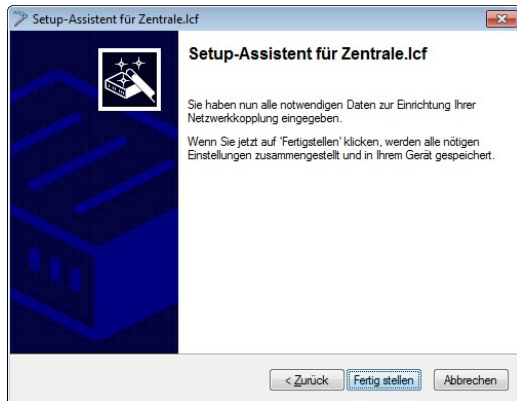 Setup-Assistent für Zentrale.lcf
Setup-Assistent für Zentrale.lcf
Sie haben nun alle notwendigen Daten zur Einrichtung Ihrer
Netzwerkkopplung eingegeben.
Wenn Sie jetzt auf 'Fertigstellen' klicken, werden alle nötigen
Einstellungen zusammengestellt und in Ihrem Gerät gespeichert.
< Zurück
Fertig stellen
Abbrechen